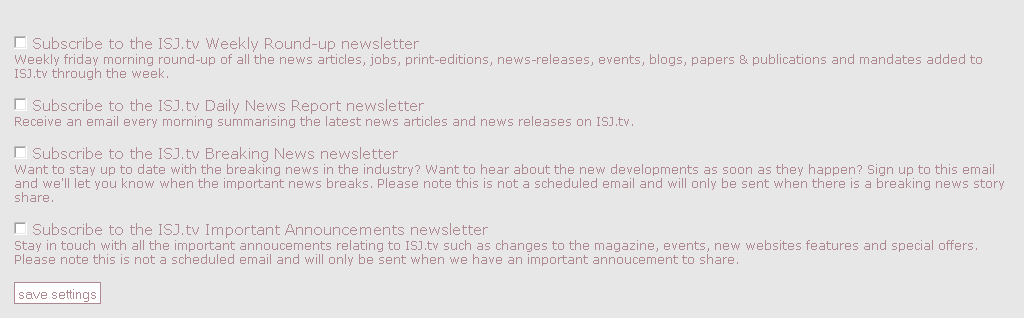 Subscribe to the ISJ.tv Weekly Round-up newsletter
Weekly friday morning round-up of all the news articles, jobs, print-editions, news-releases, events, blogs, papers & publications and mandates added to
ISJ.tv through the week.
Subscribe to the ISJ.tv Daily News Report newsletter
Receive an email every morning summarising the latest news articles and news releases on ISJ.tv.
Subscribe to the ISJ.tv Breaking News newsletter
Want to stay up to date with the breaking news in the industry? Want to hear about the new developments as soon as they happen? Sign up to this email
and we'll let you know when the important news breaks. Please note this is not a scheduled email and will only be sent when there is a breaking news story
share.
Subscribe to the ISJ.tv Important Announcements newsletter
Stay in touch with all the important annoucements relating to ISJ.tv such as changes to the magazine, events, new websites features and special offers.
Please note this is not a scheduled email and will only be sent when we have an important annoucement to share.
save settings